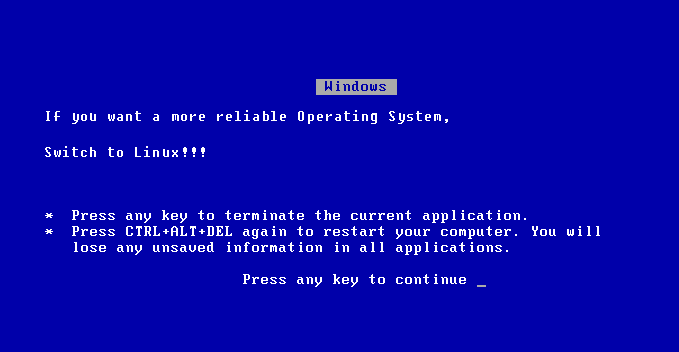 Windows
If you want a more reliable Operating System,
Switch to Linux!!!
*  Press any key to terminate the current application.
*  Press CTRL+ALT+DEL again to restart your computer. You will
lose any unsaved information in all applications.
Press any key to continue _